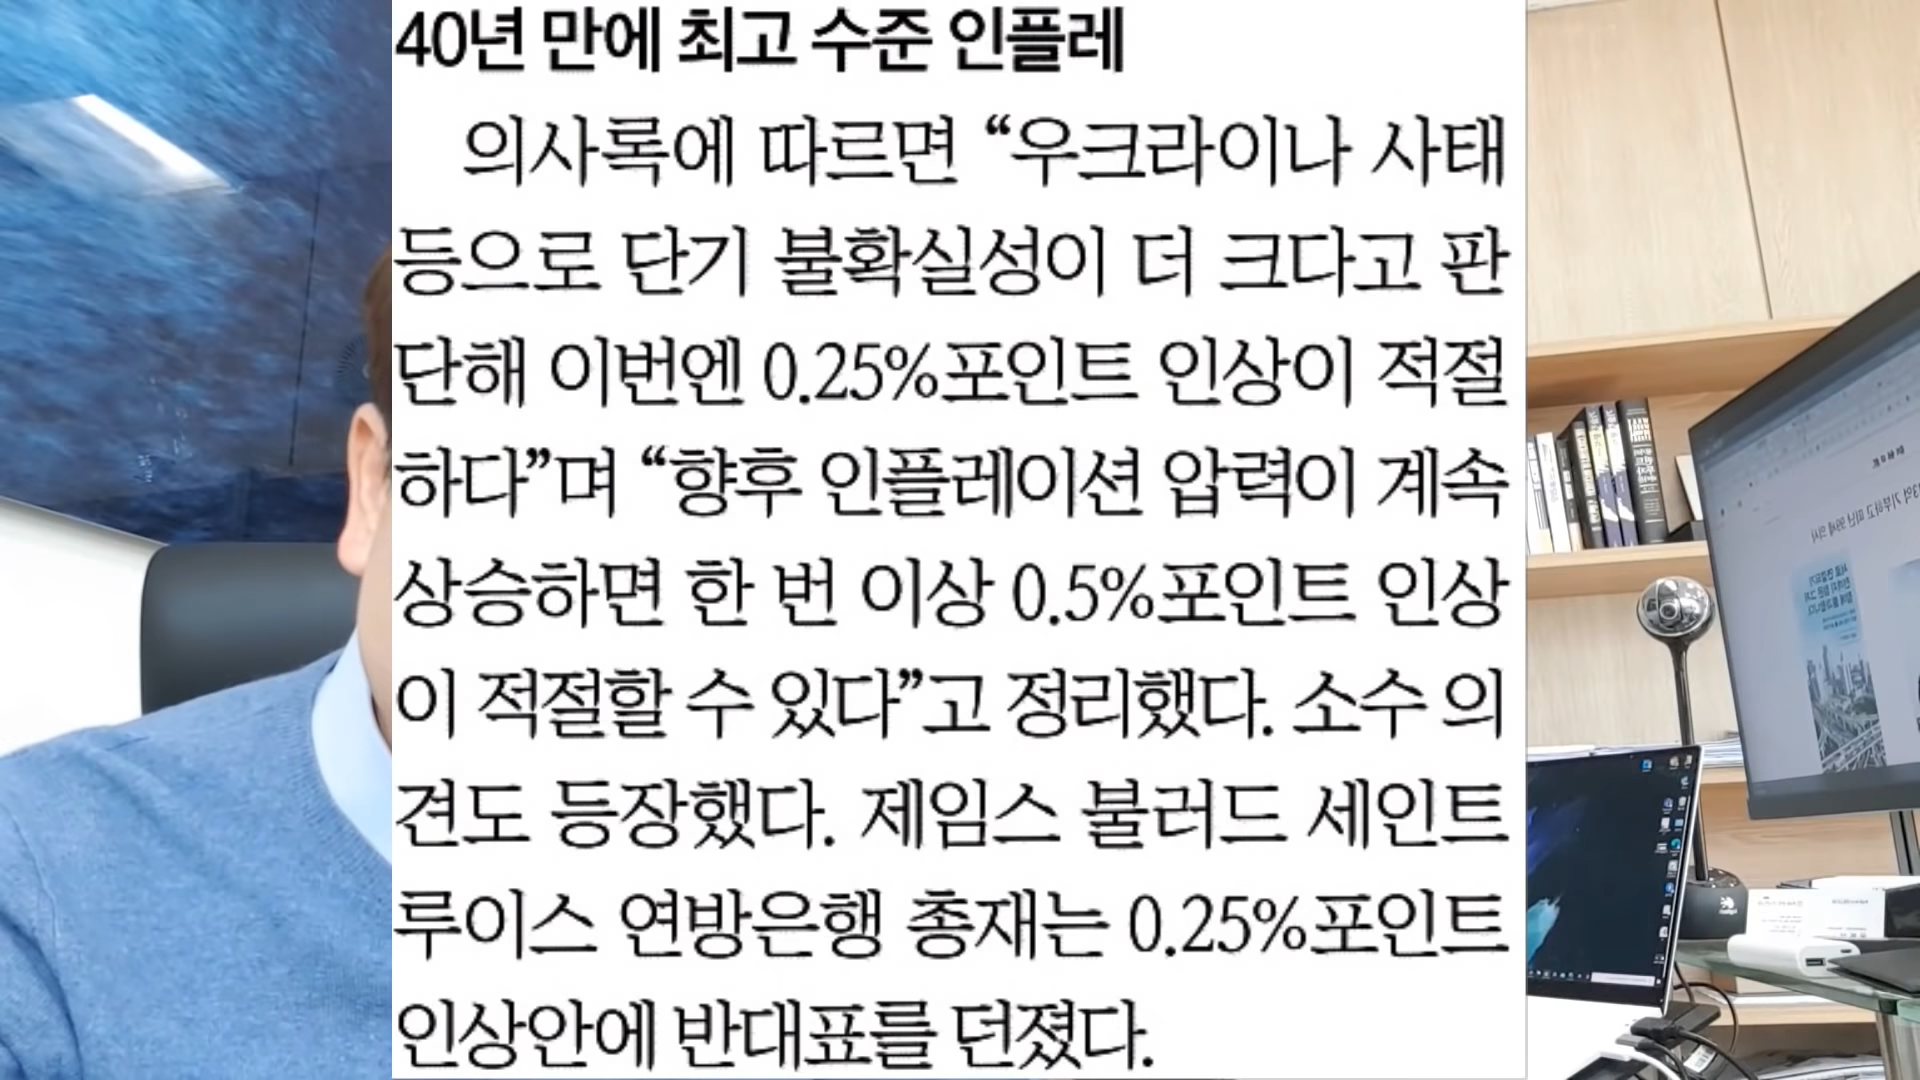 40년 만에 최고 수준 인플레
의사록에 따르면 “우크라이나 사태
등으로 단기 불확실성이 더 크다고 판
단해 이번엔 0.25%포인트 인상이 적절
하다”며 “향후 인플레이션 압력이 계속
상승하면 한 번 이상 0.5%포인트 인상
이 적절할 수 있다”고 정리했다. 소수 의
견도 등장했다. 제임스 불러드 세인트
루이스 연방은행 총재는 0.25%포인트
인상안에 반대표를 던졌다.